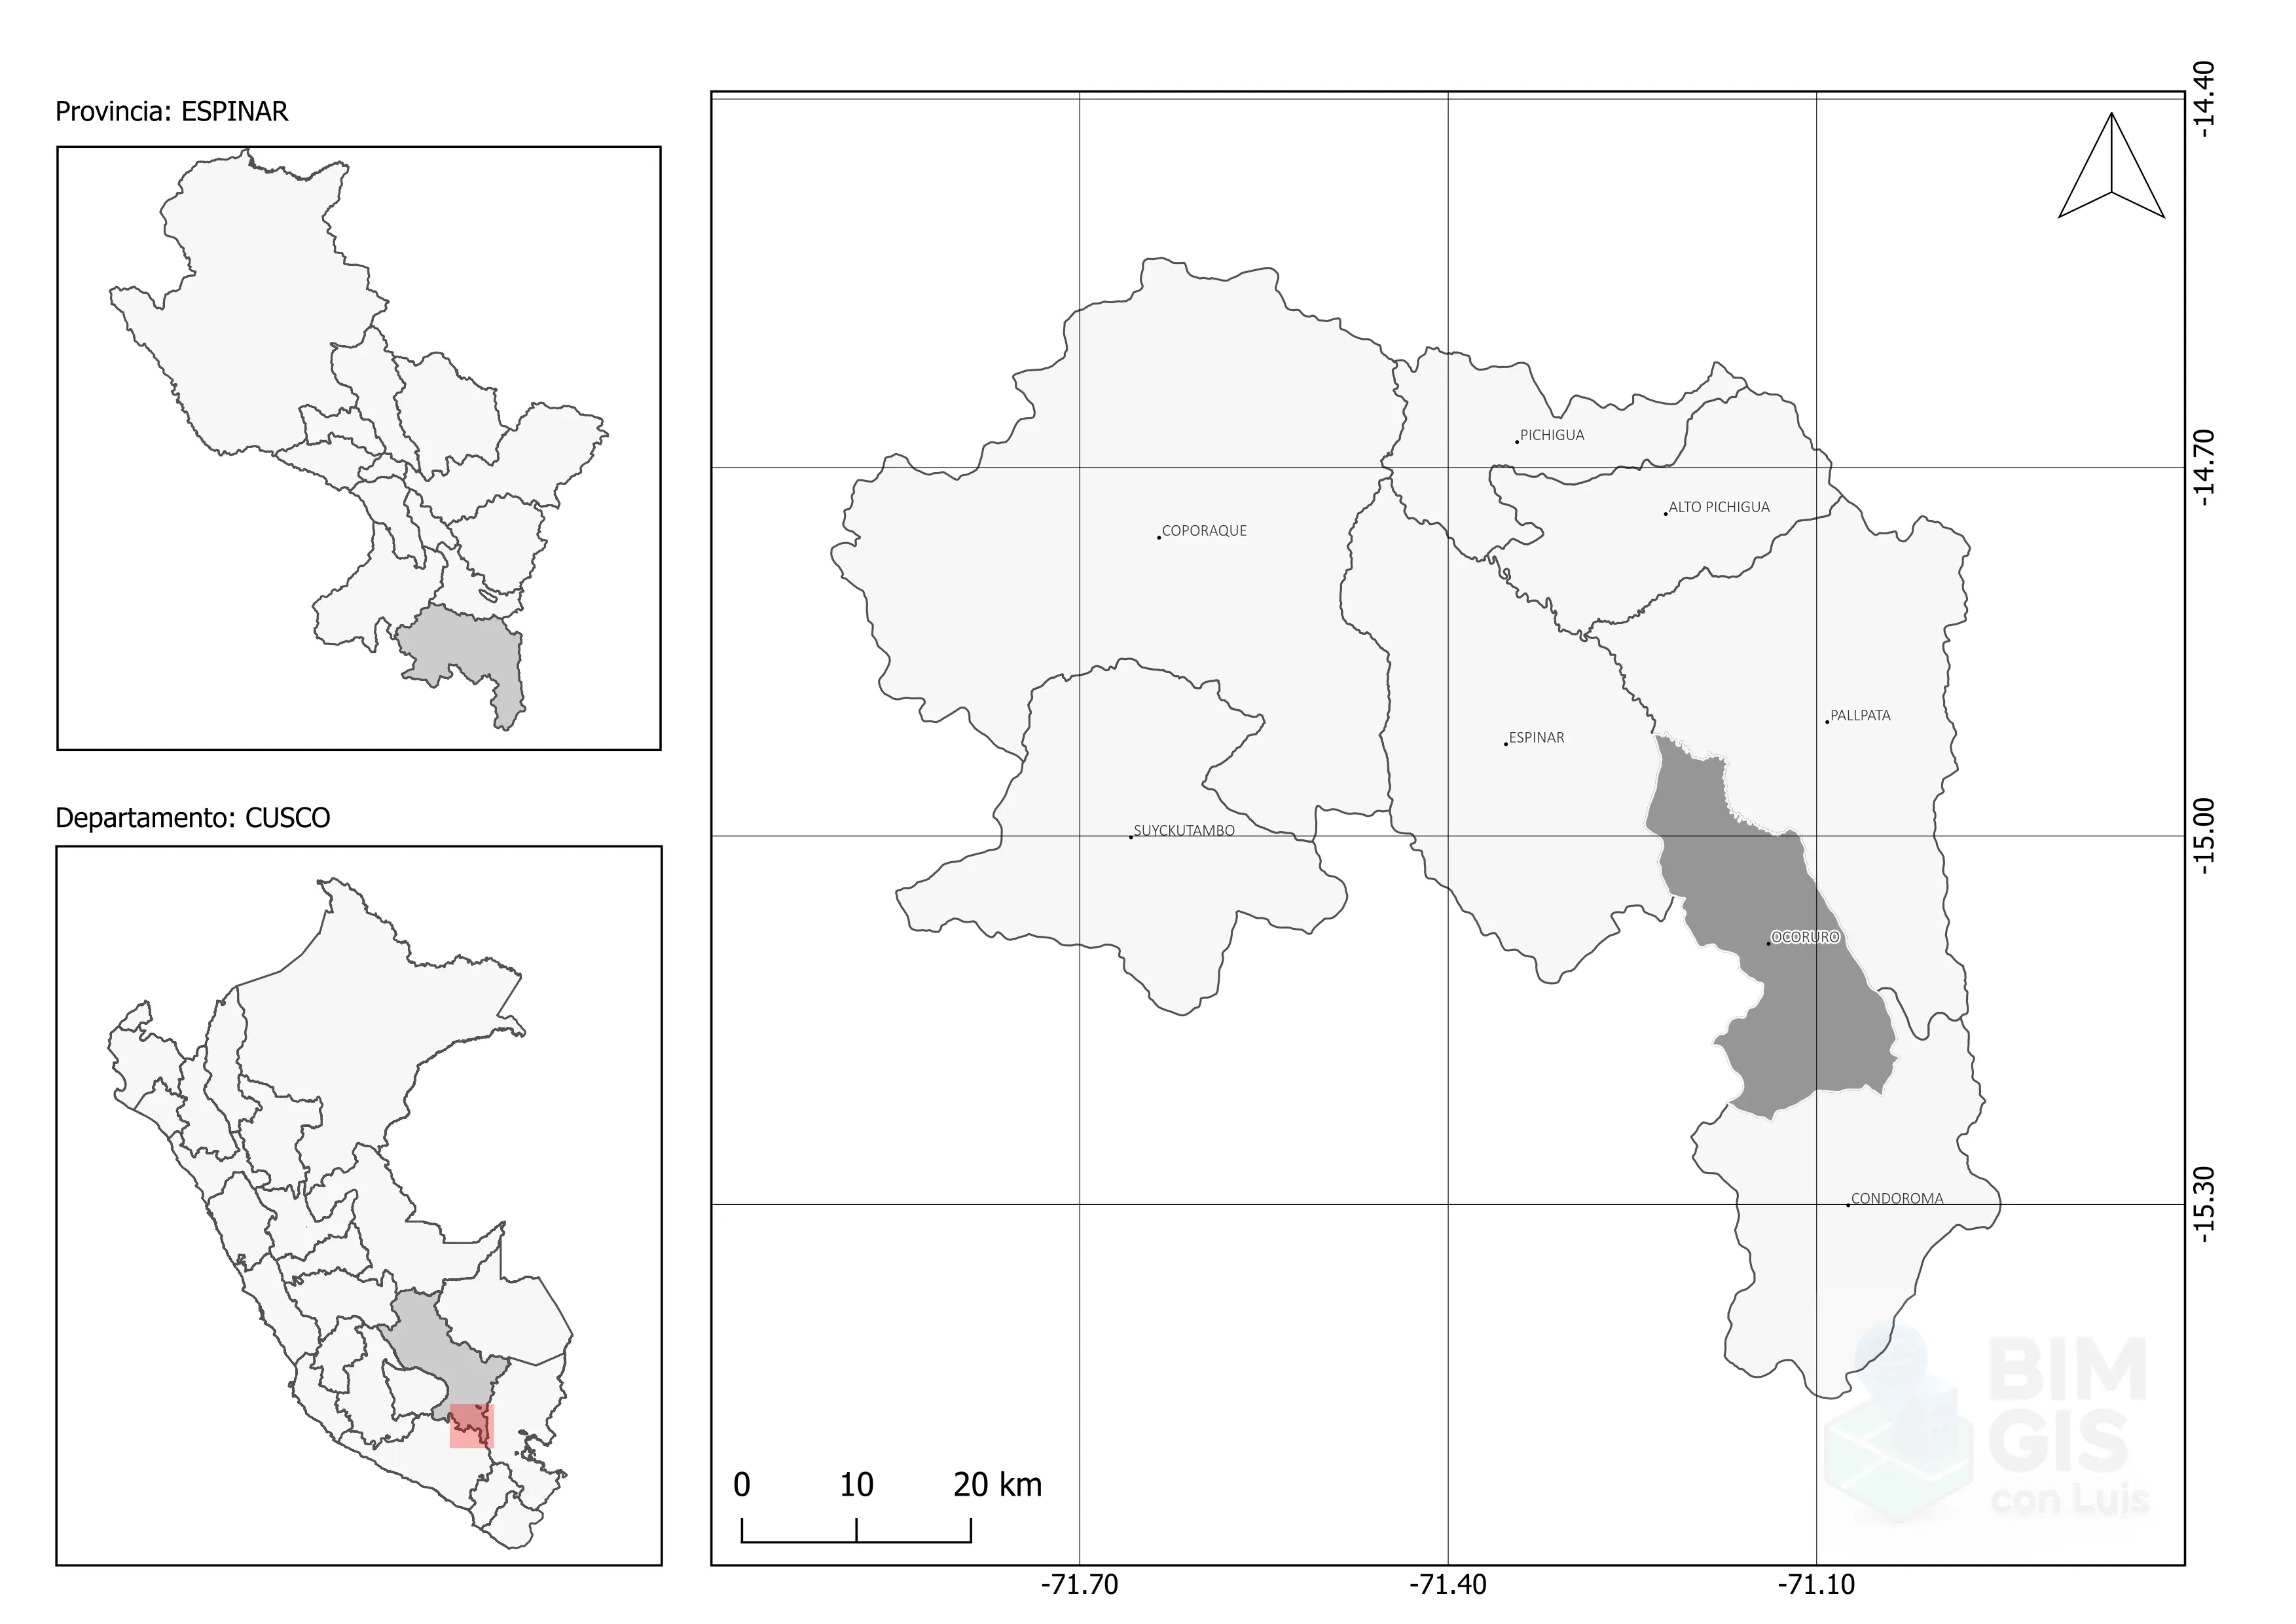 Provincia: ESPINAR
Departamento: CUSCO
PICHIGUA
ALTO PICHIGUA
COPORAQUE
PALLPATA
ESPINAR
SUYCKUTAMBO
OCORURO
CONDOROMA
-14.40
-14.70
-15.00
-15.30
0 10 20 km
-71.70 -71.40 -71.10
BIM
GIS
con Luis